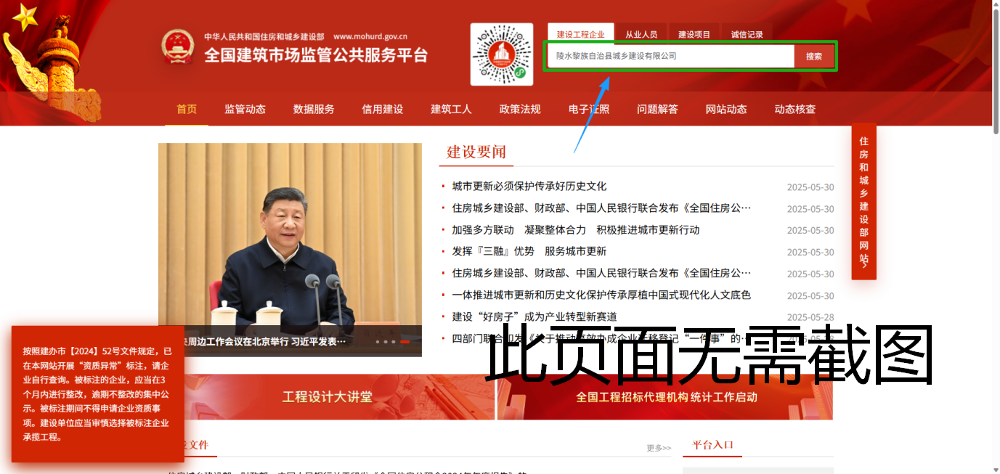 中华人民共和国住房和城乡建设部 www.mohurd.gov.cn
全国建筑市场监管公共服务平台
建设工程企业 从业人员 建设项目 诚信记录
陵水黎族自治县城乡建设有限公司 搜索
首页 监管动态 数据服务 信用建设 建筑工人 政策法规 电子证照 问题解答 网站动态 动态核查
住房和城乡建设部网站
建设要闻
城市更新必须保护传承好历史文化 2025-05-30
住房城乡建设部、财政部、中国人民银行联合发布《全国住房公… 2025-05-30
加强多方联动 凝聚整体合力 积极推进城市更新行动 2025-05-30
发挥『三融』优势 服务城市更新 2025-05-30
住房城乡建设部、财政部、中国人民银行联合发布《全国住房公… 2025-05-30
一体推进城市更新和历史文化保护传承厚植中国式现代化人文底色 2025-05-30
建设“好房子”成为产业转型新赛道 2025-05-28
四部门联合印发《关于推动高效办成企业迁移登记“一件事”的…
周边工作会议在北京举行 习近平发表…
此页面无需截图
按照建办市【2024】52号文件规定，已
在本网站开展“资质异常”标注，请企
业自行查询。被标注的企业，应当在3
个月内进行整改，逾期不整改的集中公
示。被标注期间不得申请企业资质事
项。建设单位应当审慎选择被标注企业
承揽工程。
工程设计大讲堂
全国工程招标代理机构统计工作启动
文件 更多>> 平台入口